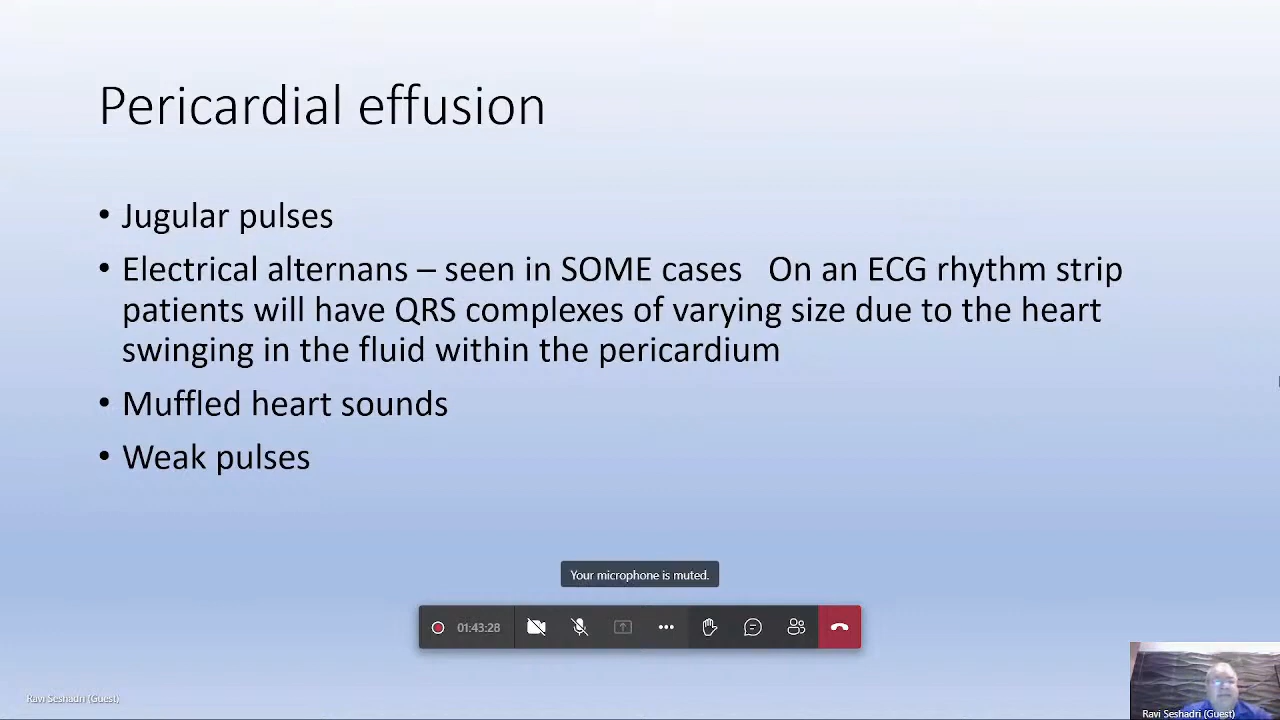 Pericardial effusion
• Jugular pulses
• Electrical alternans – seen in SOME cases   On an ECG rhythm strip
patients will have QRS complexes of varying size due to the heart
swinging in the fluid within the pericardium
• Muffled heart sounds
• Weak pulses
Your microphone is muted.
01:43:28
Ravi Seshadri (Guest)
Ravi Seshadri (Guest)